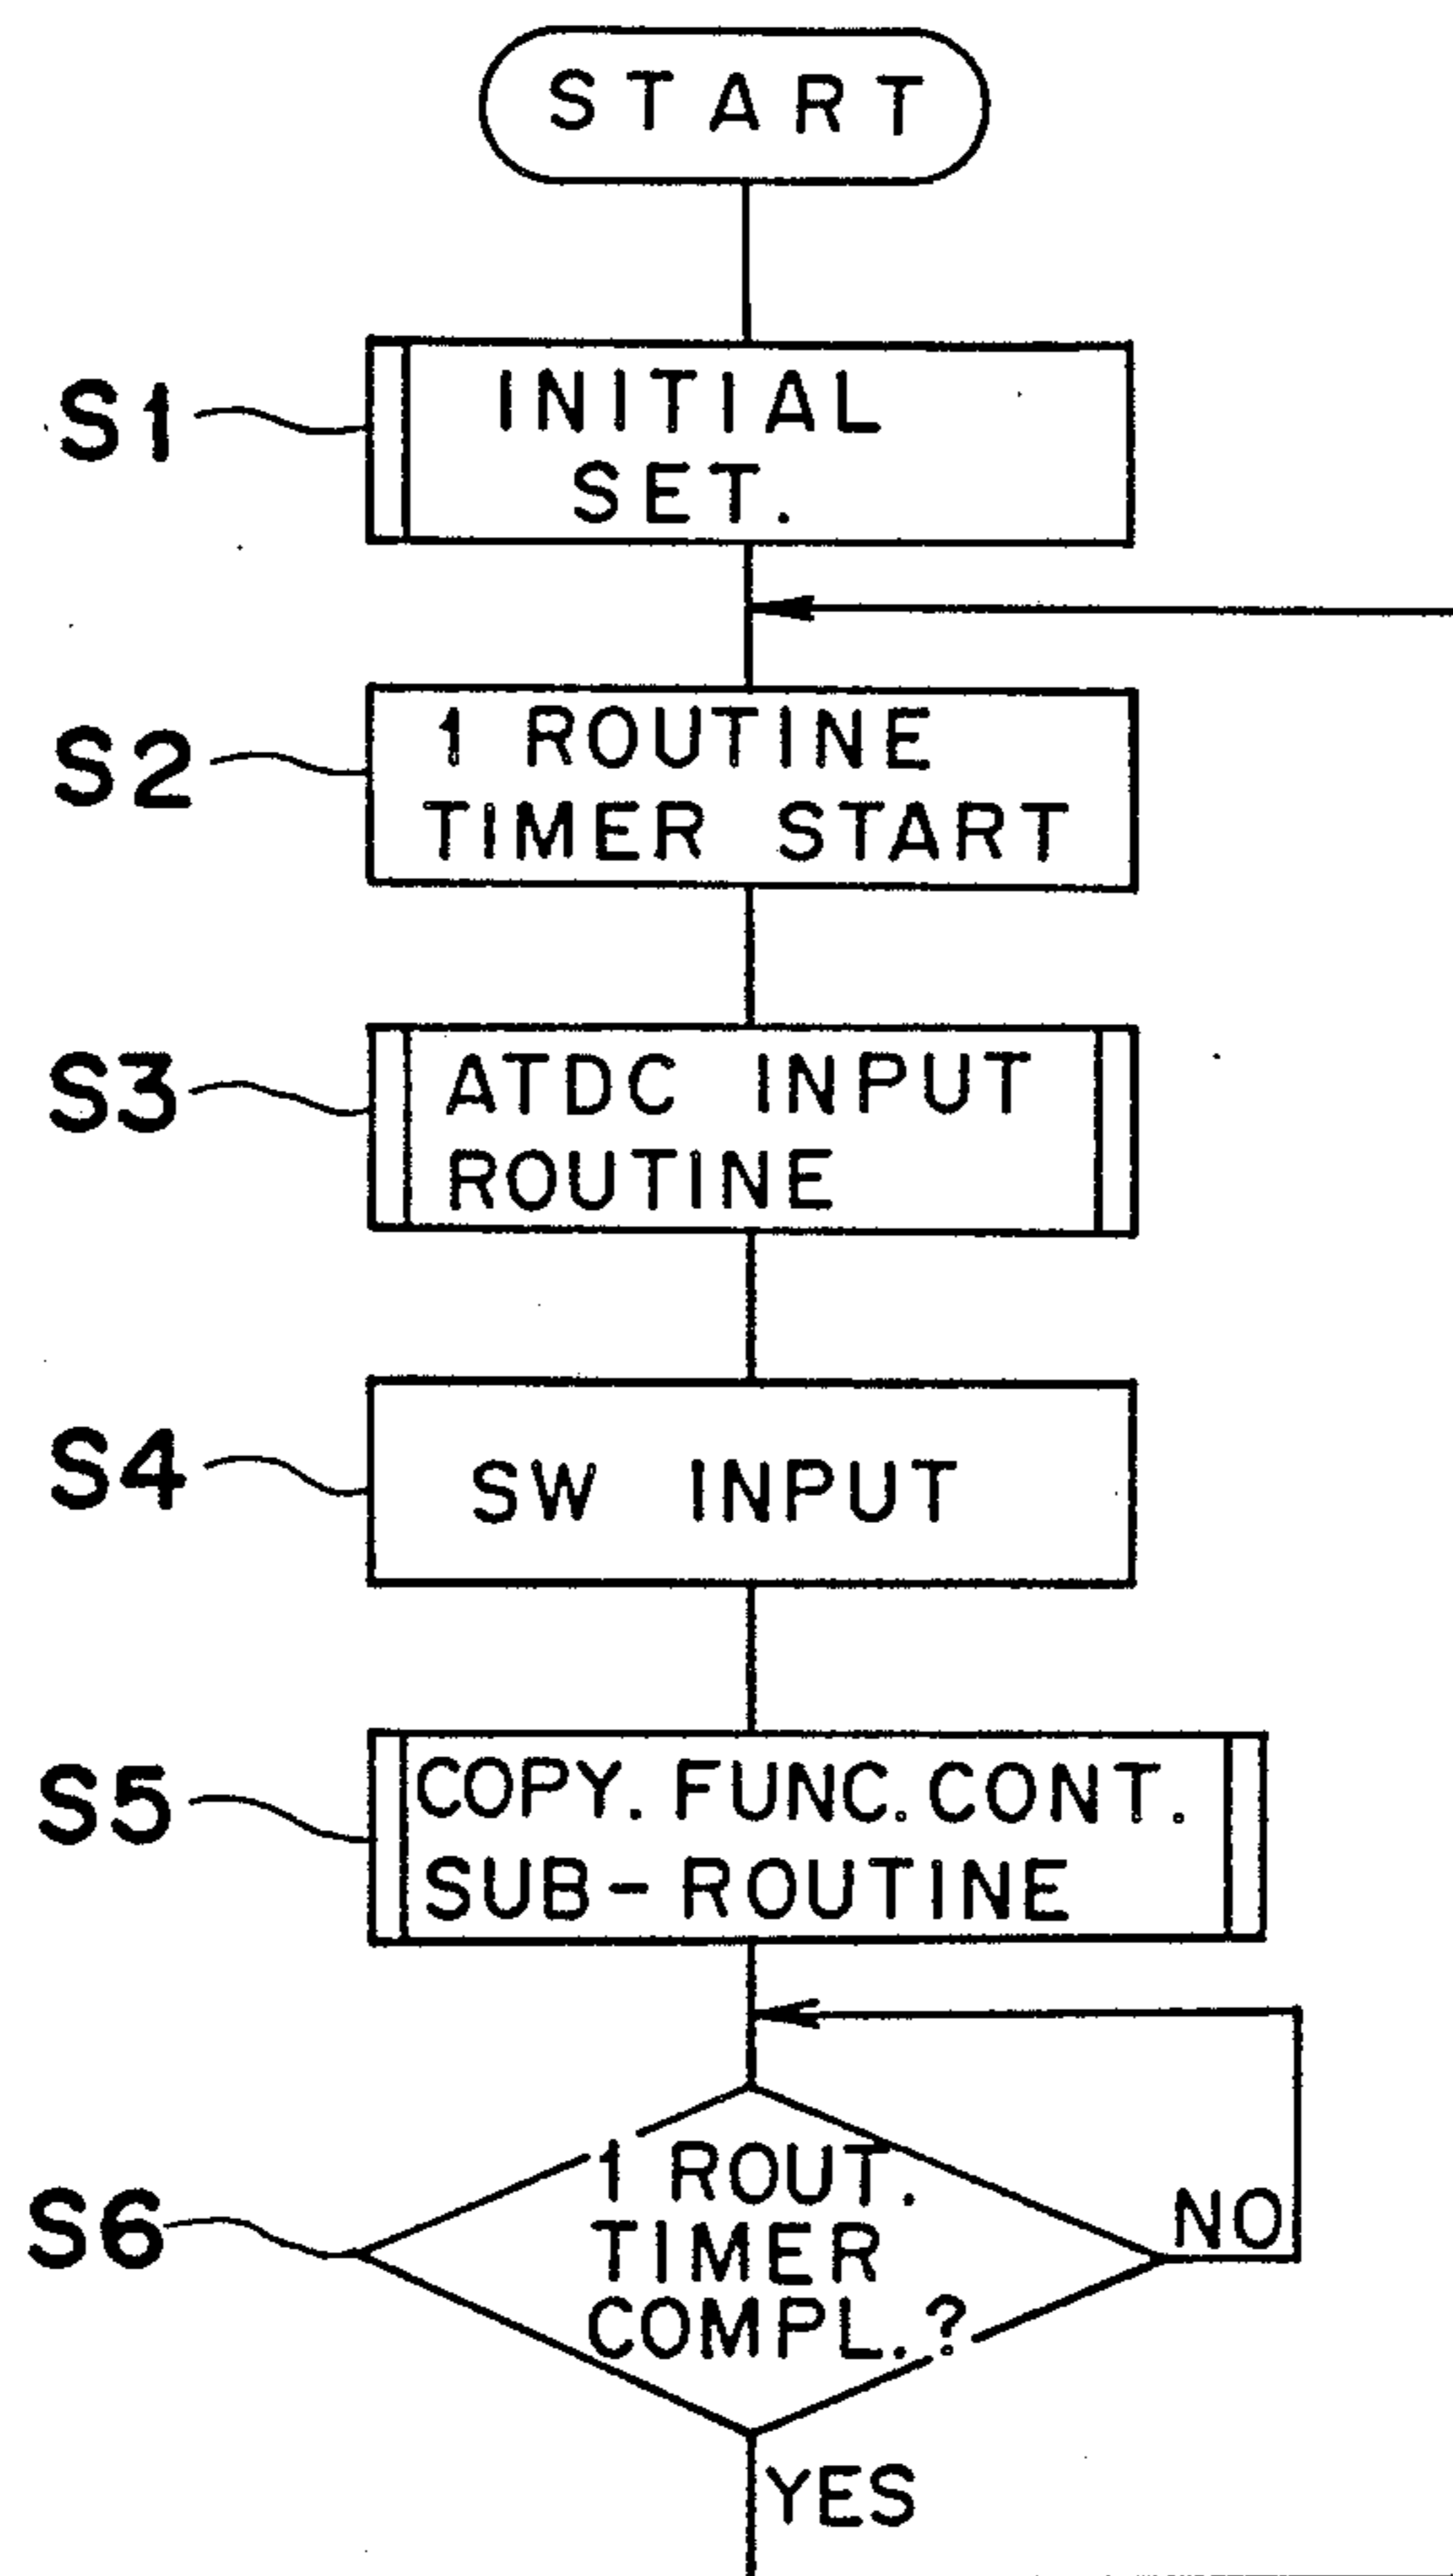 START
S1
INITIAL
SET.
S2
1 ROUTINE
TIMER START
S3
ATDC INPUT
ROUTINE
S4
SW INPUT
S5
COPY. FUNC. CONT.
SUB-ROUTINE
S6
1 ROUT.
TIMER
COMPL.?
NO
YES